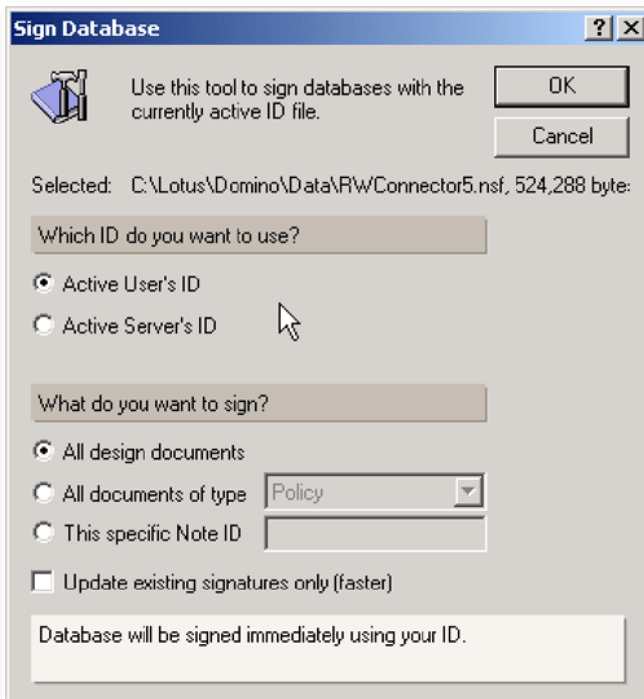 Sign Database
Use this tool to sign databases with the
currently active ID file.
OK
Cancel
Selected: C:\Lotus\Domino\Data\RWConnector5.nsf, 524,288 byte:
Which ID do you want to use?
Active User's ID
Active Server's ID
What do you want to sign?
All design documents
All documents of type Policy
This specific Note ID
Update existing signatures only (faster)
Database will be signed immediately using your ID.